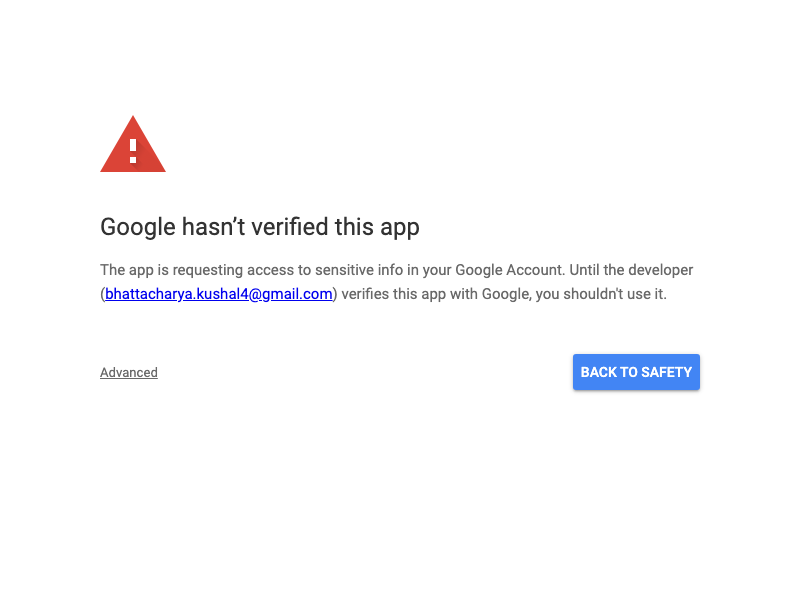 Google hasn’t verified this app
The app is requesting access to sensitive info in your Google Account. Until the developer
(bhattacharya.kushal4@gmail.com) verifies this app with Google, you shouldn't use it.
Advanced
BACK TO SAFETY